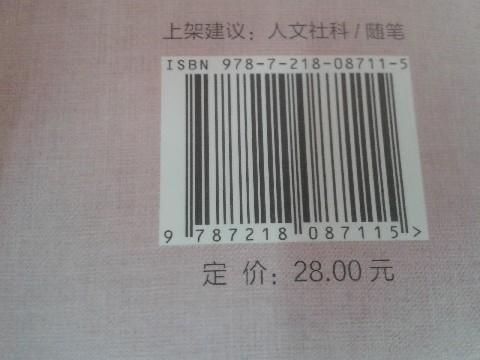 上架建议：人文社科/随笔
ISBN 978-7-218-08711-5
9 787218 087115 >
定 价：28.00 元